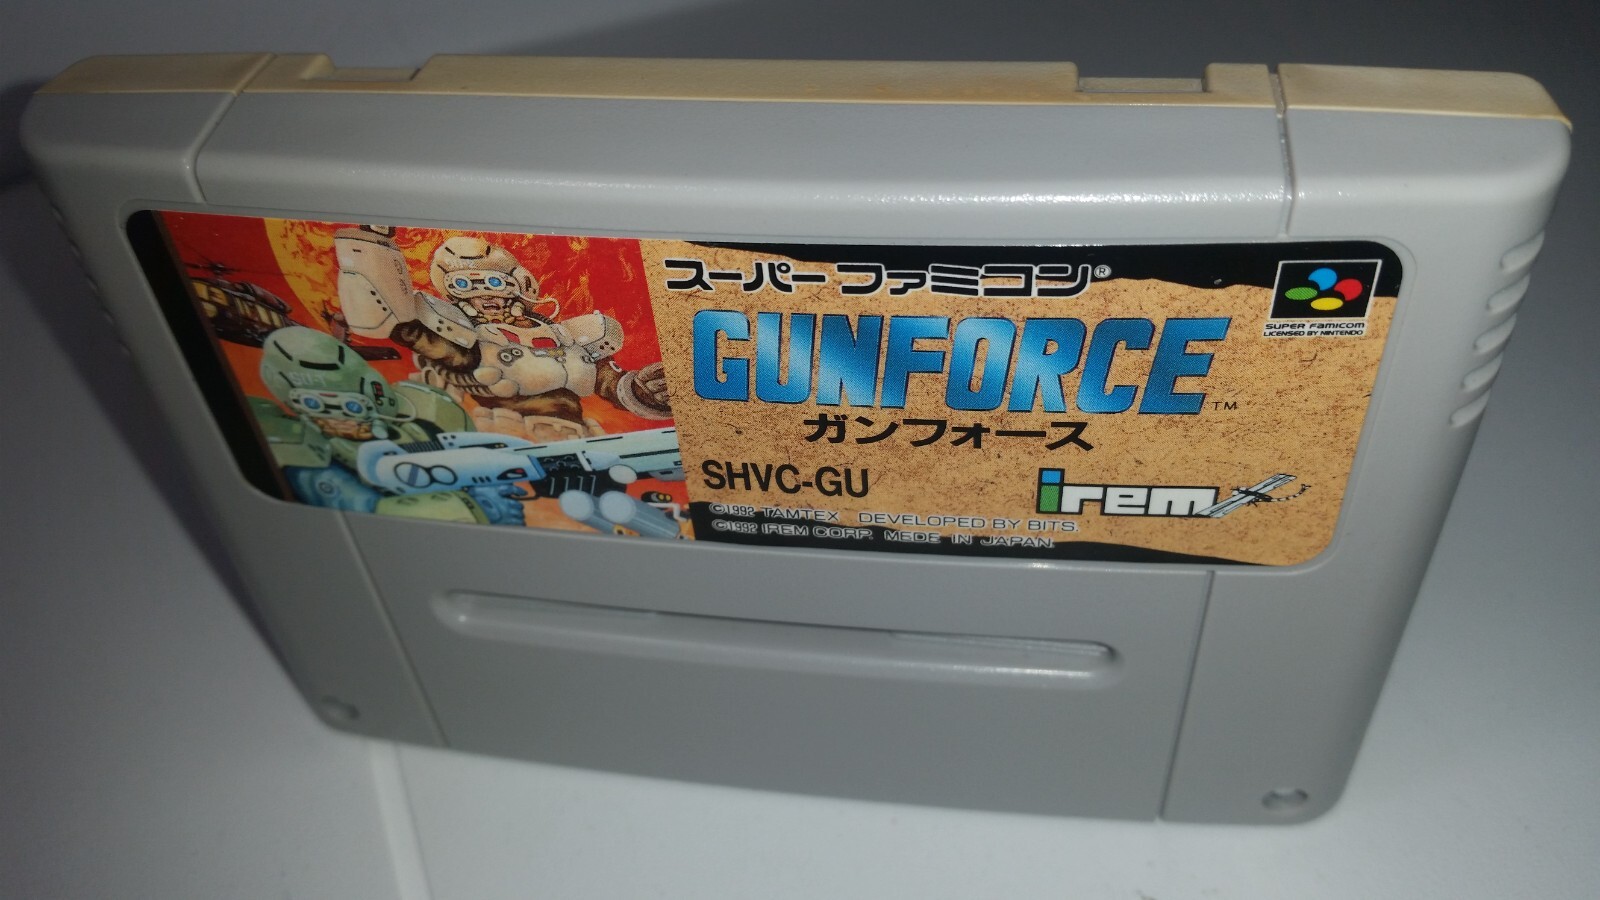 スーパーファミコン®
SUPER FAMICOM
LICENSED BY NINTENDO
GUNFORCE™
ガンフォース
SHVC-GU
irem
©1992 TAMTEX DEVELOPED BY BITS.
©1992 IREM CORP. MEDE IN JAPAN.